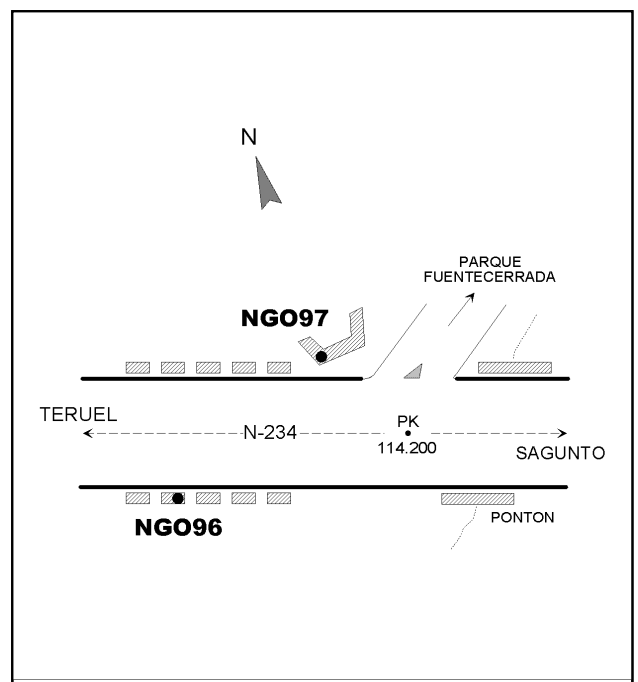 N
PARQUE
FUENTECERRADA
NGO97
TERUEL
PK
N-234
114.200
SAGUNTO
PONTON
NGO96